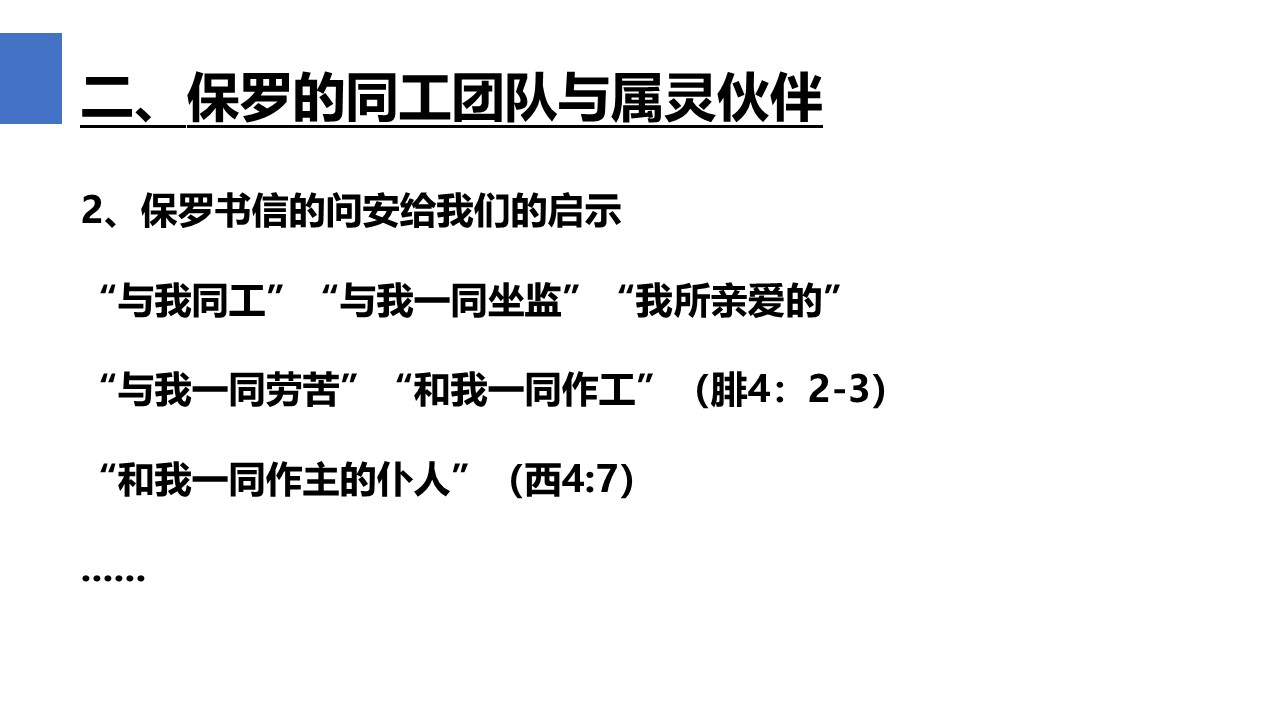 二、保罗的同工团队与属灵伙伴
2、保罗书信的问安给我们的启示
“与我同工”“与我一同坐监”“我所亲爱的”
“与我一同劳苦”“和我一同作工”（腓4：2-3）
“和我一同作主的仆人”（西4:7）
……